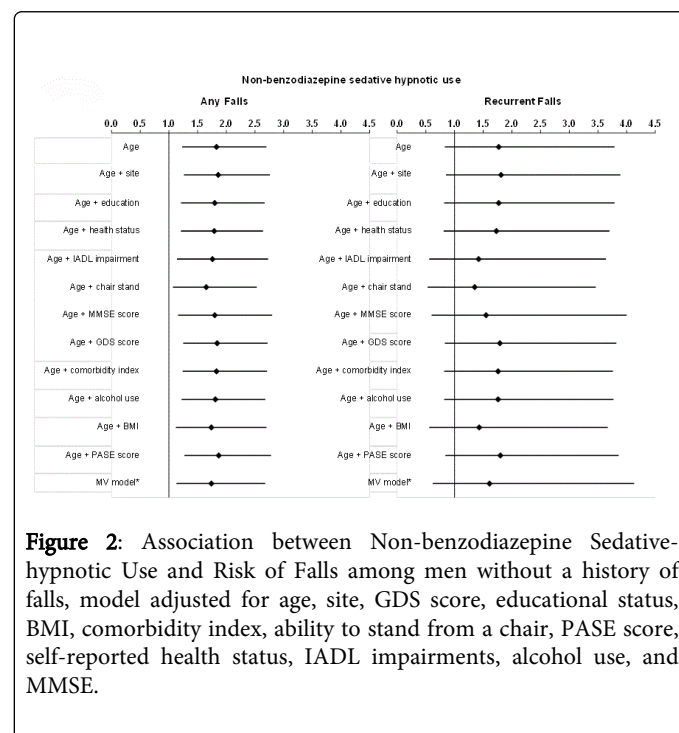 Non-benzodiazepine sedative hypnotic use
Any Falls
Recurrent Falls
0.0 0.5 1.0 1.5 2.0 2.5 3.0 3.5 4.0 4.5 0.0 0.5 1.0 1.5 2.0 2.5 3.0 3.5 4.0 4.5
Age Age
Age + site Age + site
Age + education Age + education
Age + health status Age + health status
Age + IADL impairment Age + IADL impairment
Age + chair stand Age + chair stand
Age + MMSE score Age + MMSE score
Age + GDS score Age + GDS score
Age + comorbidity index Age + comorbidity index
Age + alcohol use Age + alcohol use
Age + BMI Age + BMI
Age + PASE score Age + PASE score
MV model* MV model*
Figure 2: Association between Non-benzodiazepine Sedative-
hypnotic Use and Risk of Falls among men without a history of
falls, model adjusted for age, site, GDS score, educational status,
BMI, comorbidity index, ability to stand from a chair, PASE score,
self-reported health status, IADL impairments, alcohol use, and
MMSE.